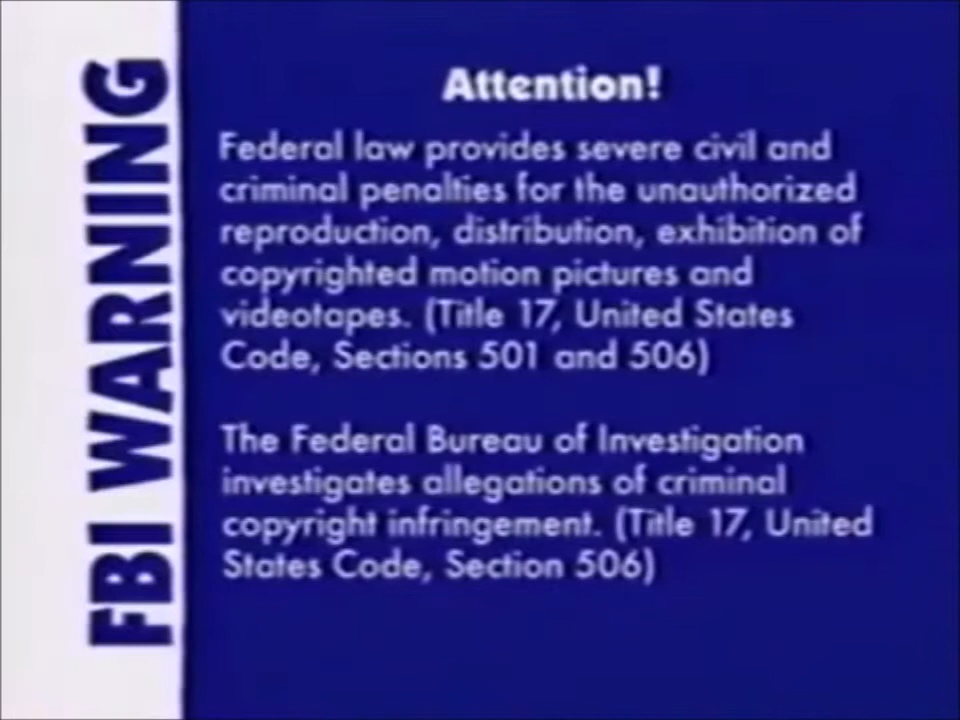 FBI WARNING
Attention!
Federal law provides severe civil and
criminal penalties for the unauthorized
reproduction, distribution, exhibition of
copyrighted motion pictures and
videotapes. (Title 17, United States
Code, Sections 501 and 506)
The Federal Bureau of Investigation
investigates allegations of criminal
copyright infringement. (Title 17, United
States Code, Section 506)